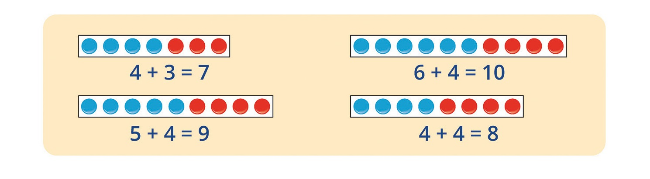 4 + 3 = 7
6 + 4 = 10
5 + 4 = 9
4 + 4 = 8